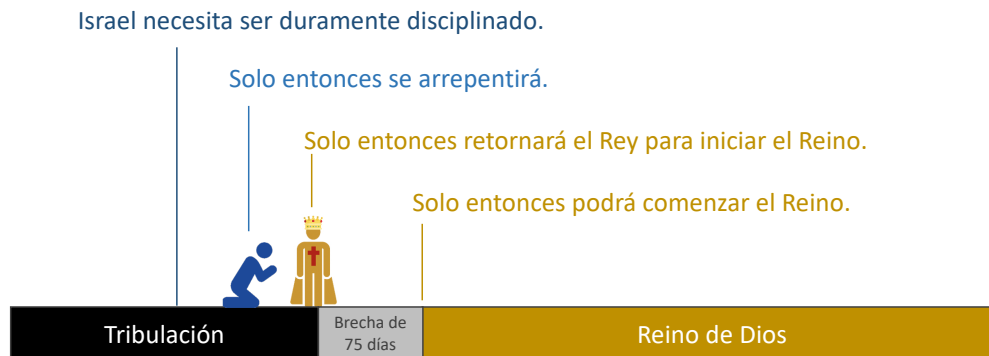 Israel necesita ser duramente disciplinado.
Solo entonces se arrepentirá.
Solo entonces retornará el Rey para iniciar el Reino.
Solo entonces podrá comenzar el Reino.
Tribulación
Brecha de
75 días
Reino de Dios